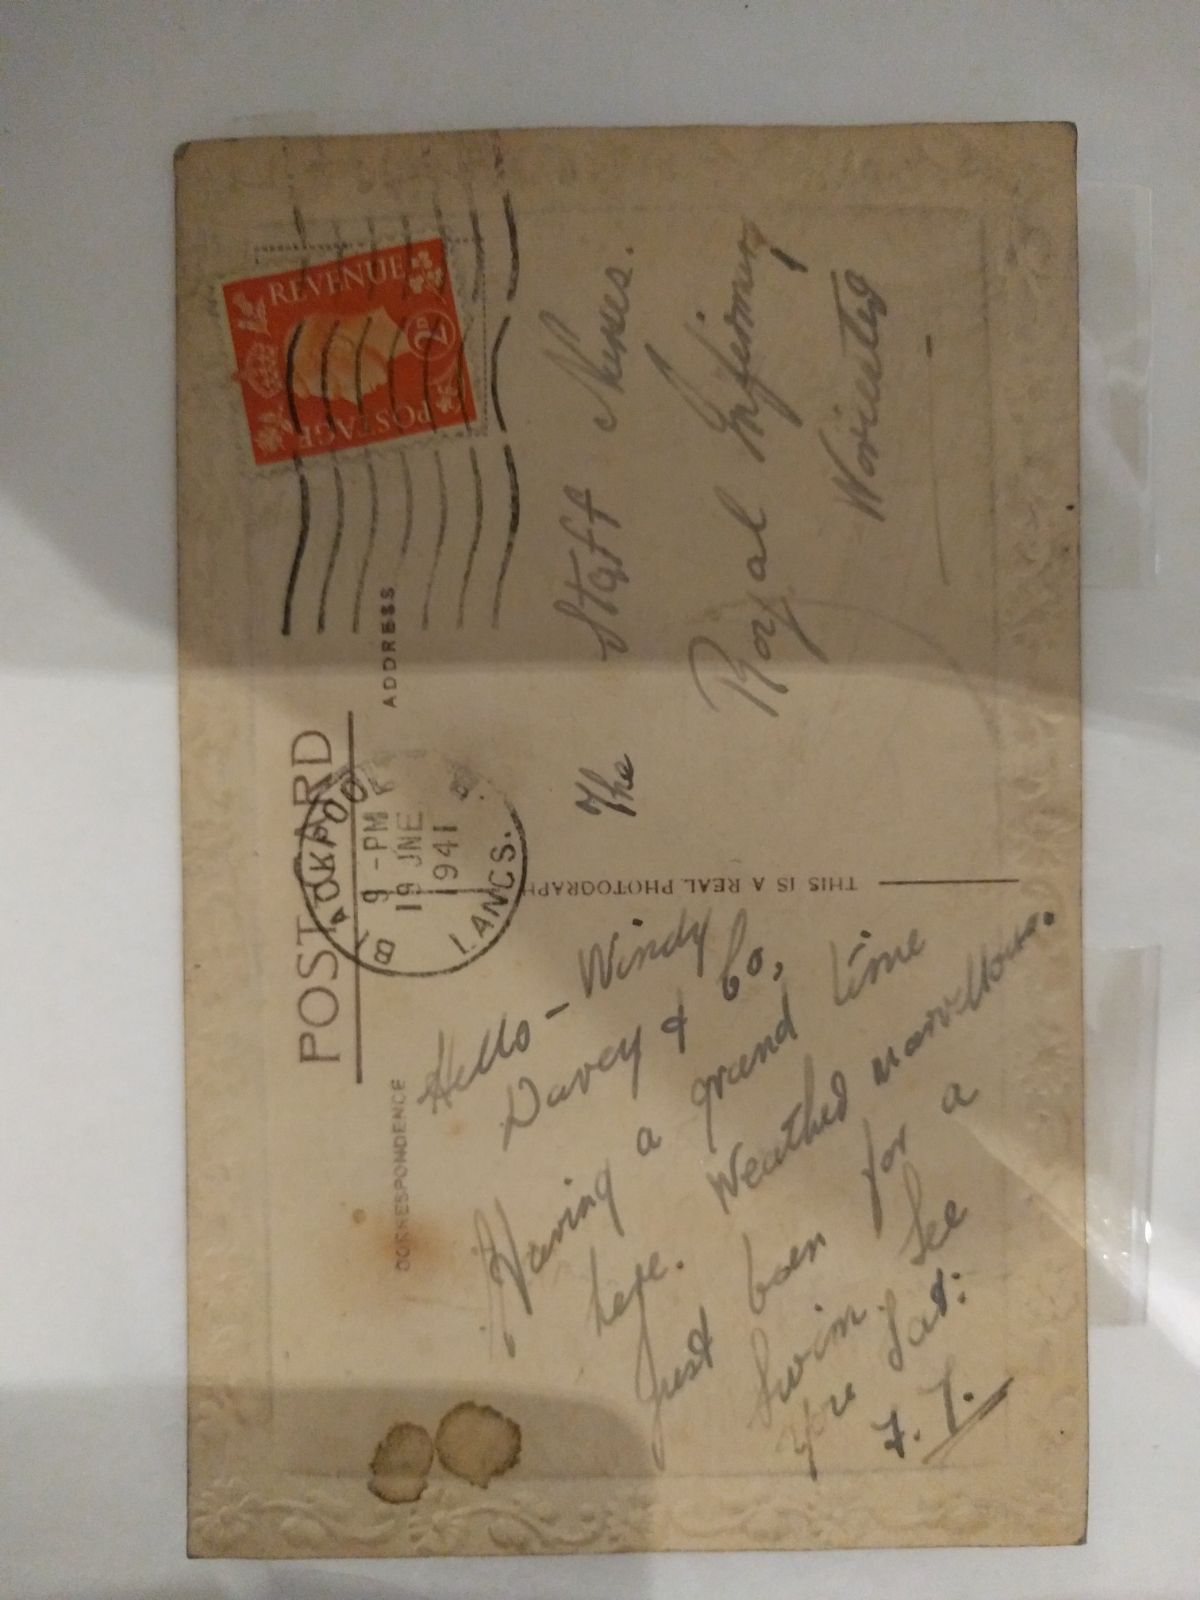 POST CARD
CORRESPONDENCE
ADDRESS
REVENUE
2D
POSTAGE
BLACKPOO
9-PM
19 JNE
1941
LANCS.
THIS IS A REAL PHOTOGRAPH
Hello - Windy
Davey & Co,
Having a grand time
here. Weather marvellous.
Just been for a
swim. See
you Sat:
F. F.
The Staff Nurses.
Royal Infirmary
Worcester